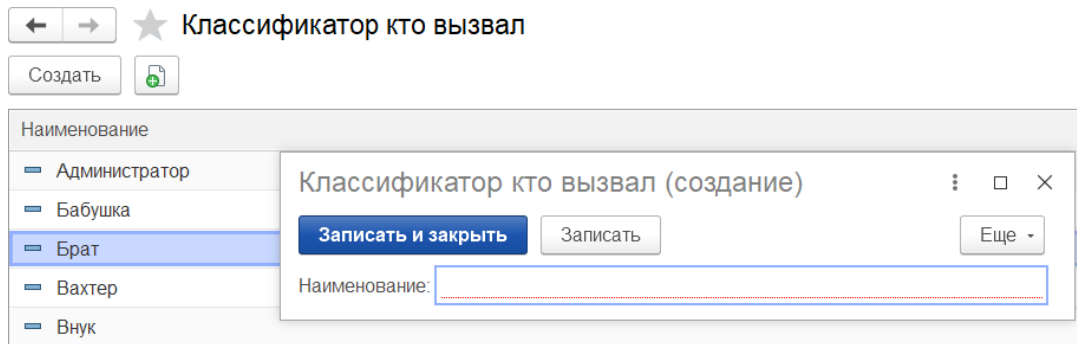 Классификатор кто вызвал
Создать
Наименование
Администратор
Бабушка
Брат
Вахтер
Внук
Классификатор кто вызвал (создание)
Записать и закрыть Записать Еще
Наименование: